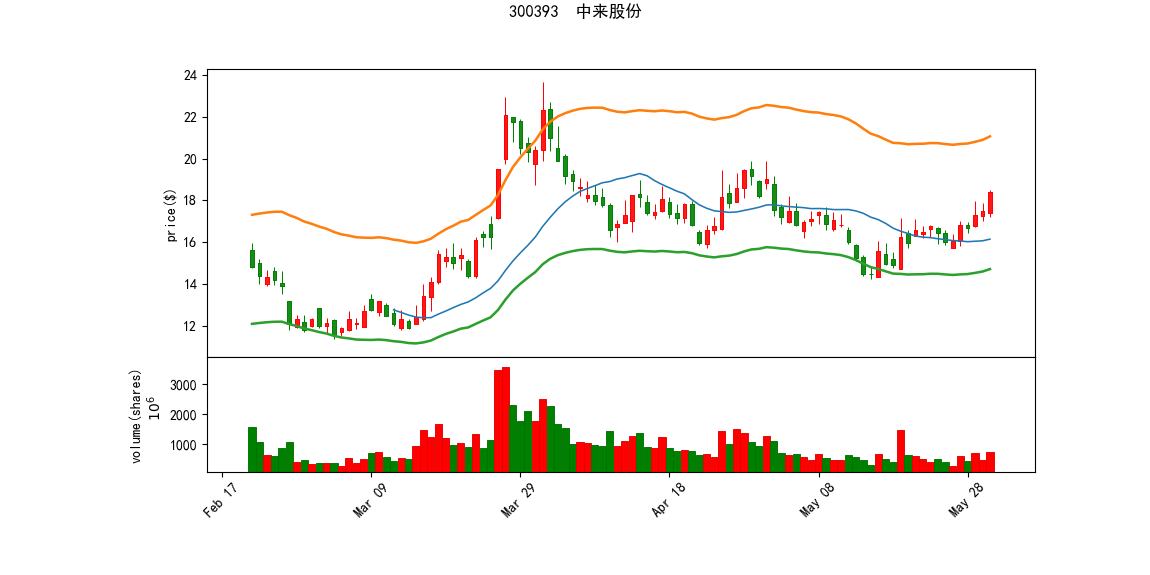 300393 中来股份
24
22
20
18
16
14
12
price($)
3000
2000
1000
volume(shares)
10^6
Feb 17
Mar 09
Mar 29
Apr 18
May 08
May 28